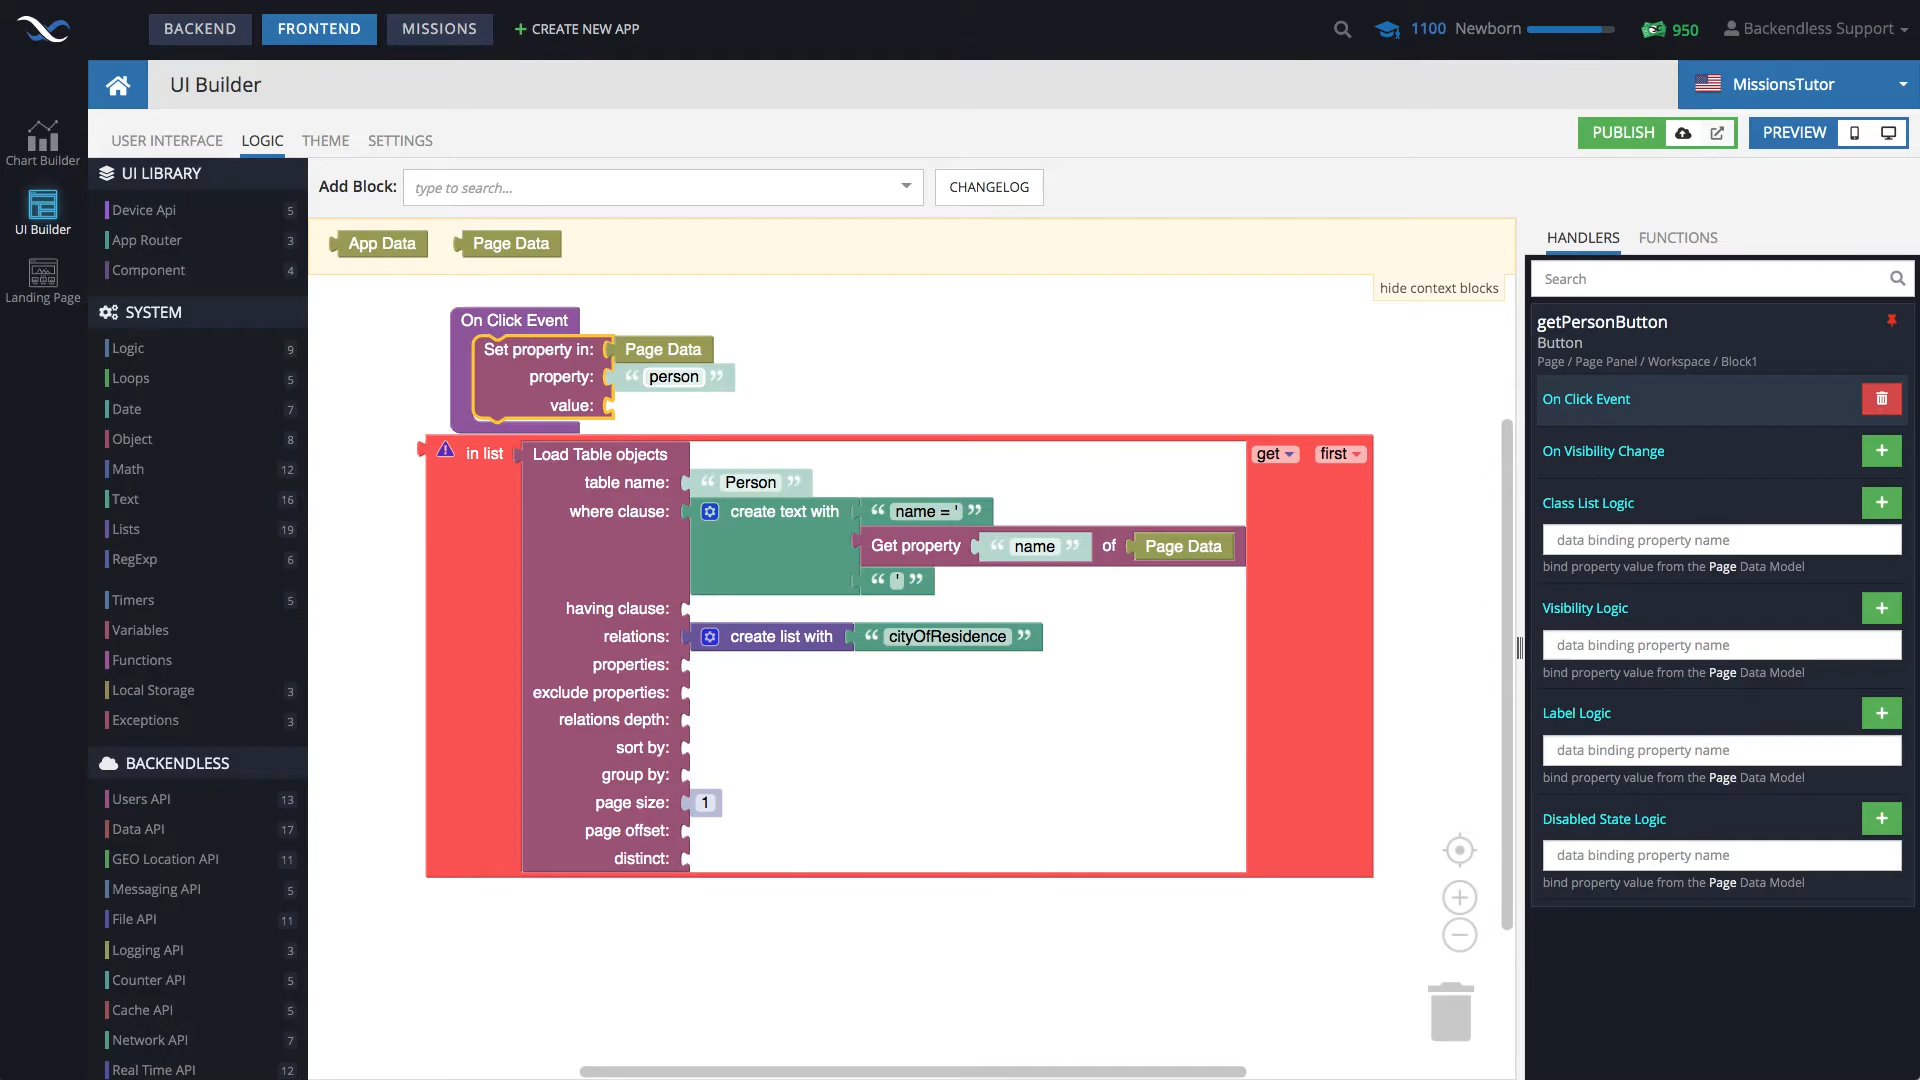 BACKEND
FRONTEND
MISSIONS
CREATE NEW APP
1100
Newborn
950
Backendless Support
UI Builder
MissionsTutor
Chart Builder
UI Builder
Landing Page
USER INTERFACE
LOGIC
THEME
SETTINGS
PUBLISH
PREVIEW
UI LIBRARY
Device Api 5
App Router 3
Component 4
SYSTEM
Logic 9
Loops 5
Date 7
Object 8
Math 12
Text 16
Lists 19
RegExp 6
Timers 5
Variables
Functions
Local Storage 3
Exceptions 3
BACKENDLESS
Users API 13
Data API 17
GEO Location API 11
Messaging API 5
File API 11
Logging API 3
Counter API 5
Cache API 5
Network API 7
Real Time API 12
Add Block:
type to search...
CHANGELOG
App Data
Page Data
hide context blocks
On Click Event
Set property in: Page Data
property: “ person ”
value:
in list
Load Table objects
get
first
table name: “ Person ”
where clause: create text with “ name = ' ”
Get property “ name ” of Page Data
“ ' ”
having clause:
relations: create list with “ cityOfResidence ”
properties:
exclude properties:
relations depth:
sort by:
group by:
page size: 1
page offset:
distinct:
HANDLERS
FUNCTIONS
Search
getPersonButton
Button
Page / Page Panel / Workspace / Block1
On Click Event
On Visibility Change
Class List Logic
data binding property name
bind property value from the Page Data Model
Visibility Logic
data binding property name
bind property value from the Page Data Model
Label Logic
data binding property name
bind property value from the Page Data Model
Disabled State Logic
data binding property name
bind property value from the Page Data Model